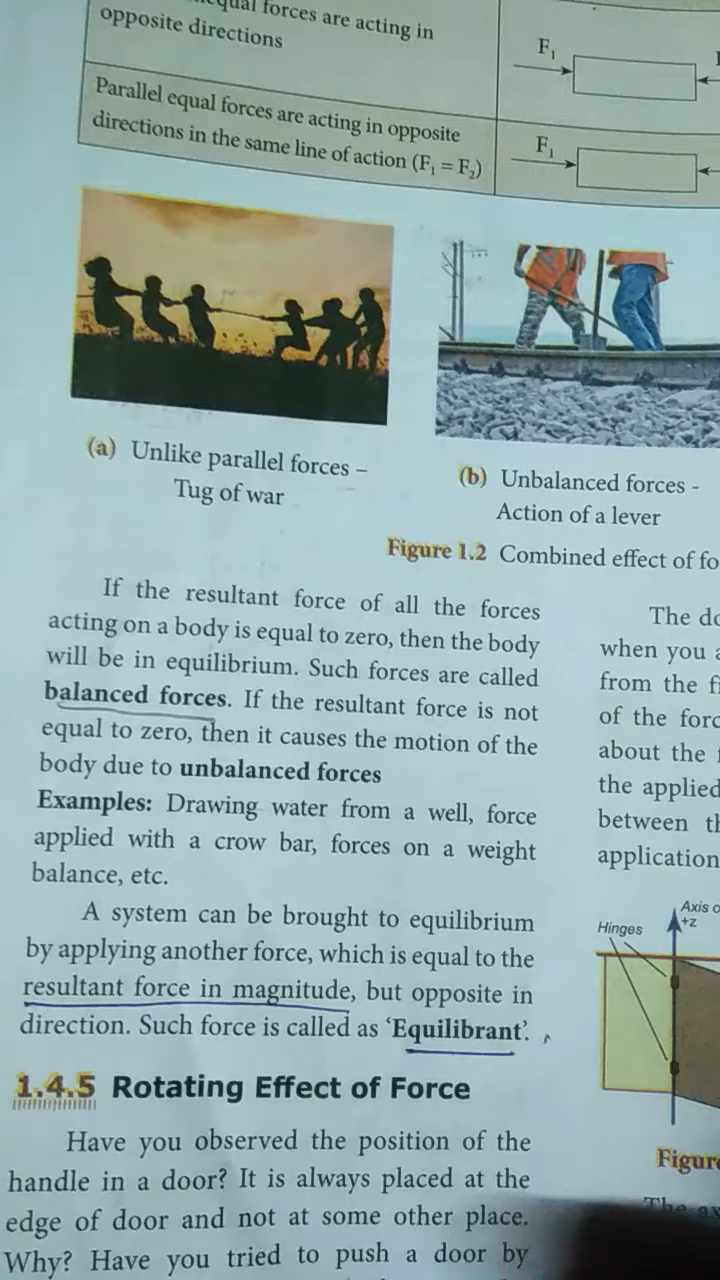 equal forces are acting in
opposite directions
F₁
Parallel equal forces are acting in opposite
directions in the same line of action (F₁ = F₂)
F₁
(a) Unlike parallel forces –
Tug of war
(b) Unbalanced forces -
Action of a lever
Figure 1.2 Combined effect of
If the resultant force of all the forces
acting on a body is equal to zero, then the body
will be in equilibrium. Such forces are called
balanced forces. If the resultant force is not
equal to zero, then it causes the motion of the
body due to unbalanced forces
Examples: Drawing water from a well, force
applied with a crow bar, forces on a weight
balance, etc.
A system can be brought to equilibrium
by applying another force, which is equal to the
resultant force in magnitude, but opposite in
direction. Such force is called as ‘Equilibrant’.
1.4.5 Rotating Effect of Force
Have you observed the position of the
handle in a door? It is always placed at the
edge of door and not at some other place.
Why? Have you tried to push a door by
The
when you
from the
of the
about the
the applied
between
application
Axis
+z
Hinges
The